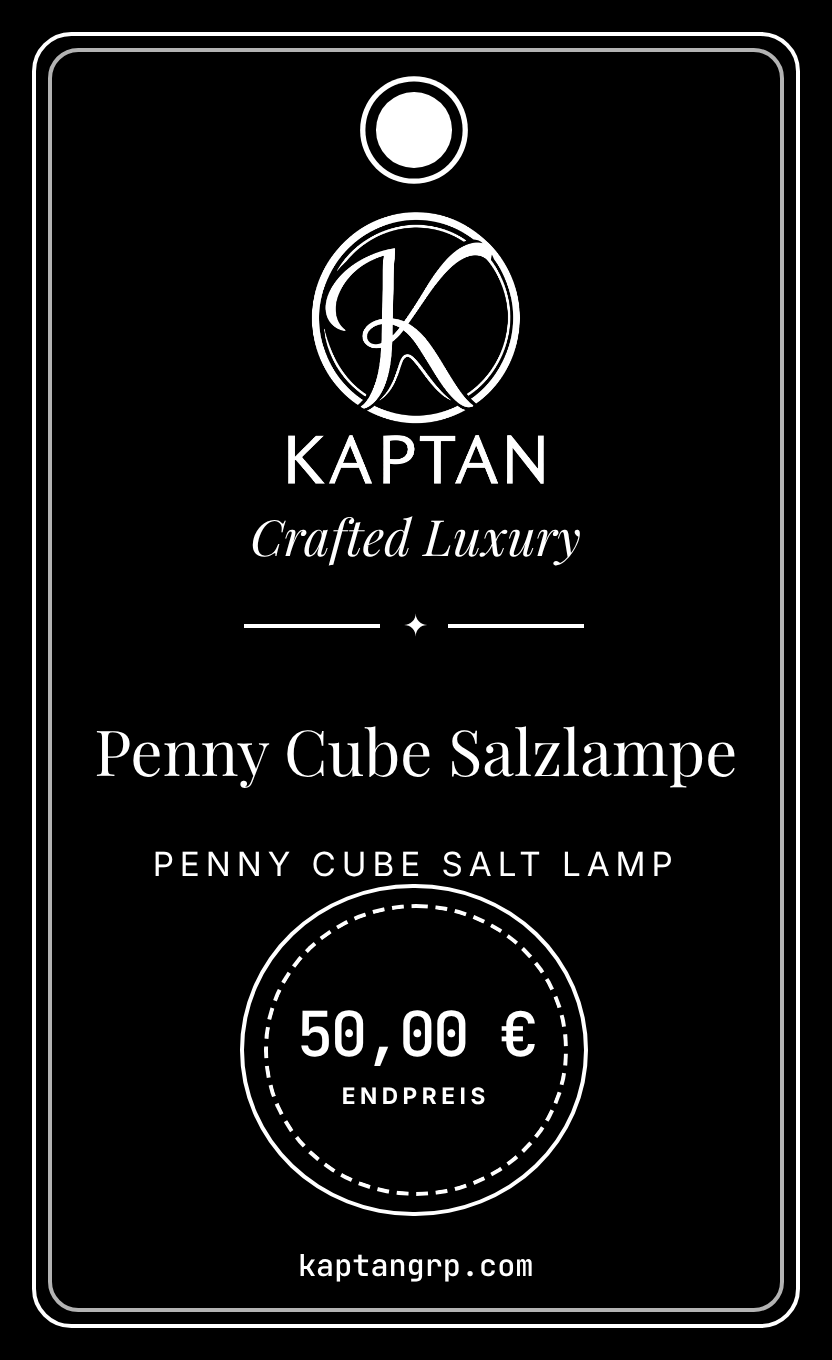 K
KAPTAN
Crafted Luxury
Penny Cube Salzlampe
PENNY CUBE SALT LAMP
50,00 €
ENDPREIS
kaptangrp.com